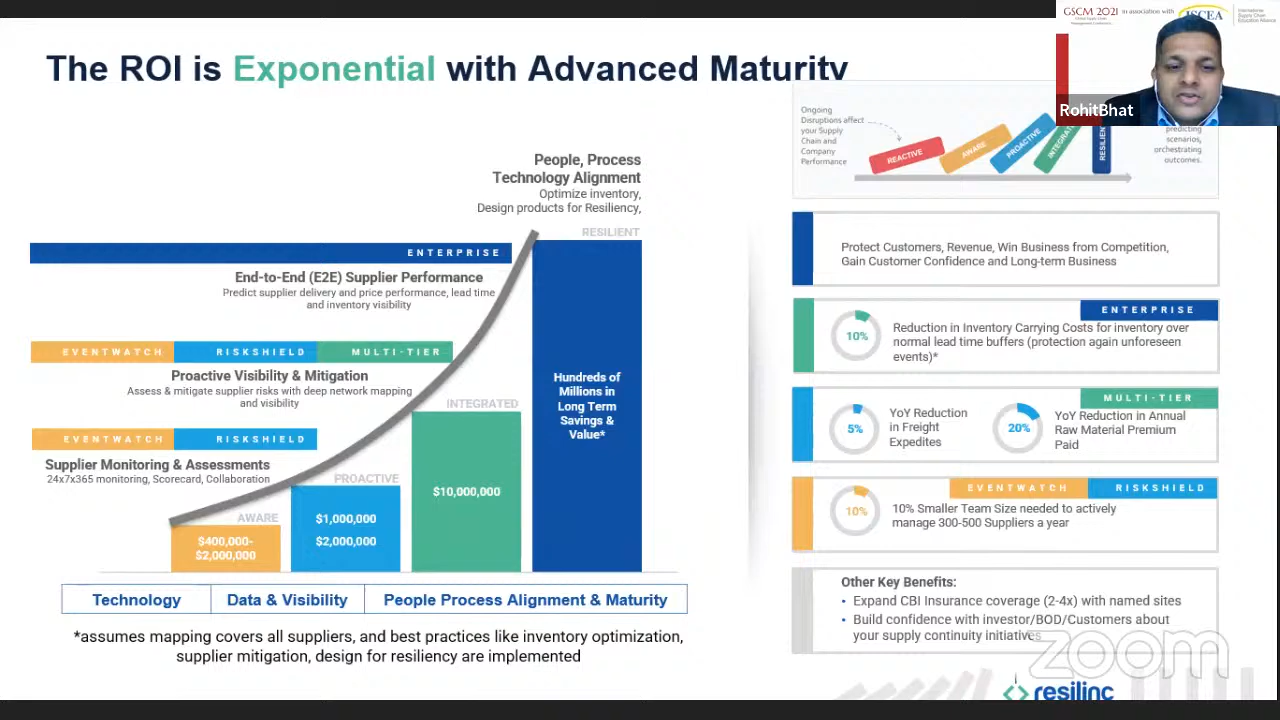 GSCM 2021
in association with
ISCEA
International
Supply Chain
Education Alliance
RohitBhat
The ROI is Exponential with Advanced Maturity
People, Process
Technology Alignment
Optimize inventory,
Design products for Resiliency,
RESILIENT
ENTERPRISE
End-to-End (E2E) Supplier Performance
Predict supplier delivery and price performance, lead time
and inventory visibility
EVENTWATCH RISKSHIELD MULTI-TIER
Proactive Visibility & Mitigation
Assess & mitigate supplier risks with deep network mapping
and visibility
INTEGRATED
EVENTWATCH RISKSHIELD
Supplier Monitoring & Assessments
24x7x365 monitoring, Scorecard, Collaboration
PROACTIVE
AWARE
$400,000-
$2,000,000
$1,000,000
$2,000,000
$10,000,000
Hundreds of
Millions in
Long Term
Savings &
Value*
Technology
Data & Visibility
People Process Alignment & Maturity
*assumes mapping covers all suppliers, and best practices like inventory optimization,
supplier mitigation, design for resiliency are implemented
Ongoing
Disruptions affect
your Supply
Chain and
Company
Performance
REACTIVE
AWARE
PROACTIVE
predicting
scenarios,
orchestrating
outcomes.
Protect Customers, Revenue, Win Business from Competition,
Gain Customer Confidence and Long-term Business
ENTERPRISE
10%
Reduction in Inventory Carrying Costs for inventory over
normal lead time buffers (protection again unforeseen
events)*
MULTI-TIER
5%
YoY Reduction
in Freight
Expedites
20%
YoY Reduction in Annual
Raw Material Premium
Paid
EVENTWATCH RISKSHIELD
10%
10% Smaller Team Size needed to actively
manage 300-500 Suppliers a year
Other Key Benefits:
• Expand CBI Insurance coverage (2-4x) with named sites
• Build confidence with investor/BOD/Customers about
your supply continuity initiatives
zoom
resilinc